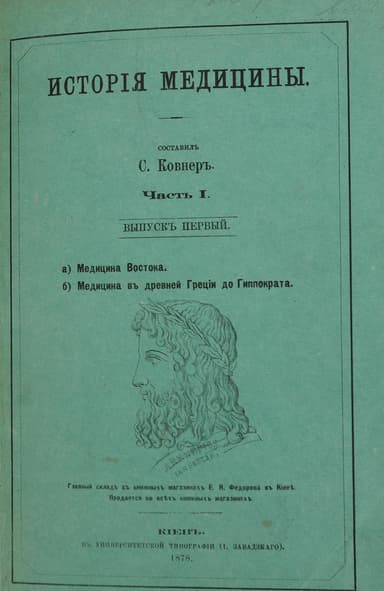 ИСТОРІЯ МЕДИЦИНЫ.
СОСТАВИЛЪ
С. Ковнеръ.
Часть I.
ВЫПУСКЪ ПЕРВЫЙ.
а) Медицина Востока.
б) Медицина въ древней Греціи до Гиппократа.
Главный складъ въ книжныхъ магазинахъ Е. Я. Федорова въ Кіевѣ.
Продается во всѣхъ книжныхъ магазинахъ.
КІЕВЪ.
ВЪ УНИВЕРСИТЕТСКОЙ ТИПОГРАФІИ (І. ЗАВАДЗКАГО).
1878.